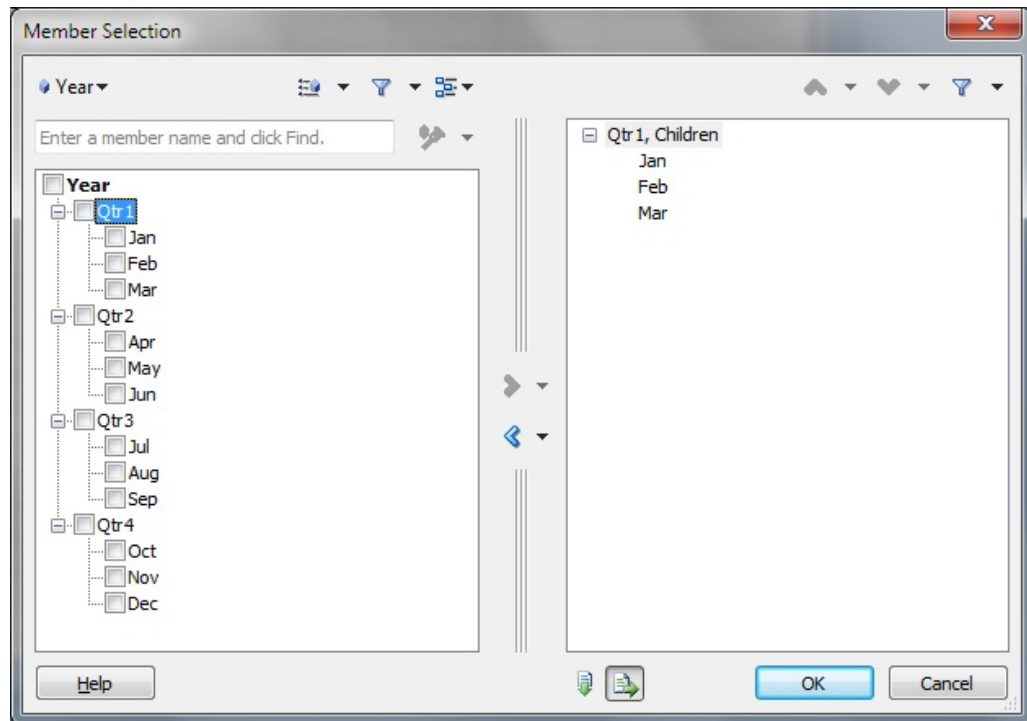 Member Selection
Year
Enter a member name and click Find.
Year
Qtr1
Jan
Feb
Mar
Qtr2
Apr
May
Jun
Qtr3
Jul
Aug
Sep
Qtr4
Oct
Nov
Dec
Qtr1, Children
Jan
Feb
Mar
Help
OK
Cancel